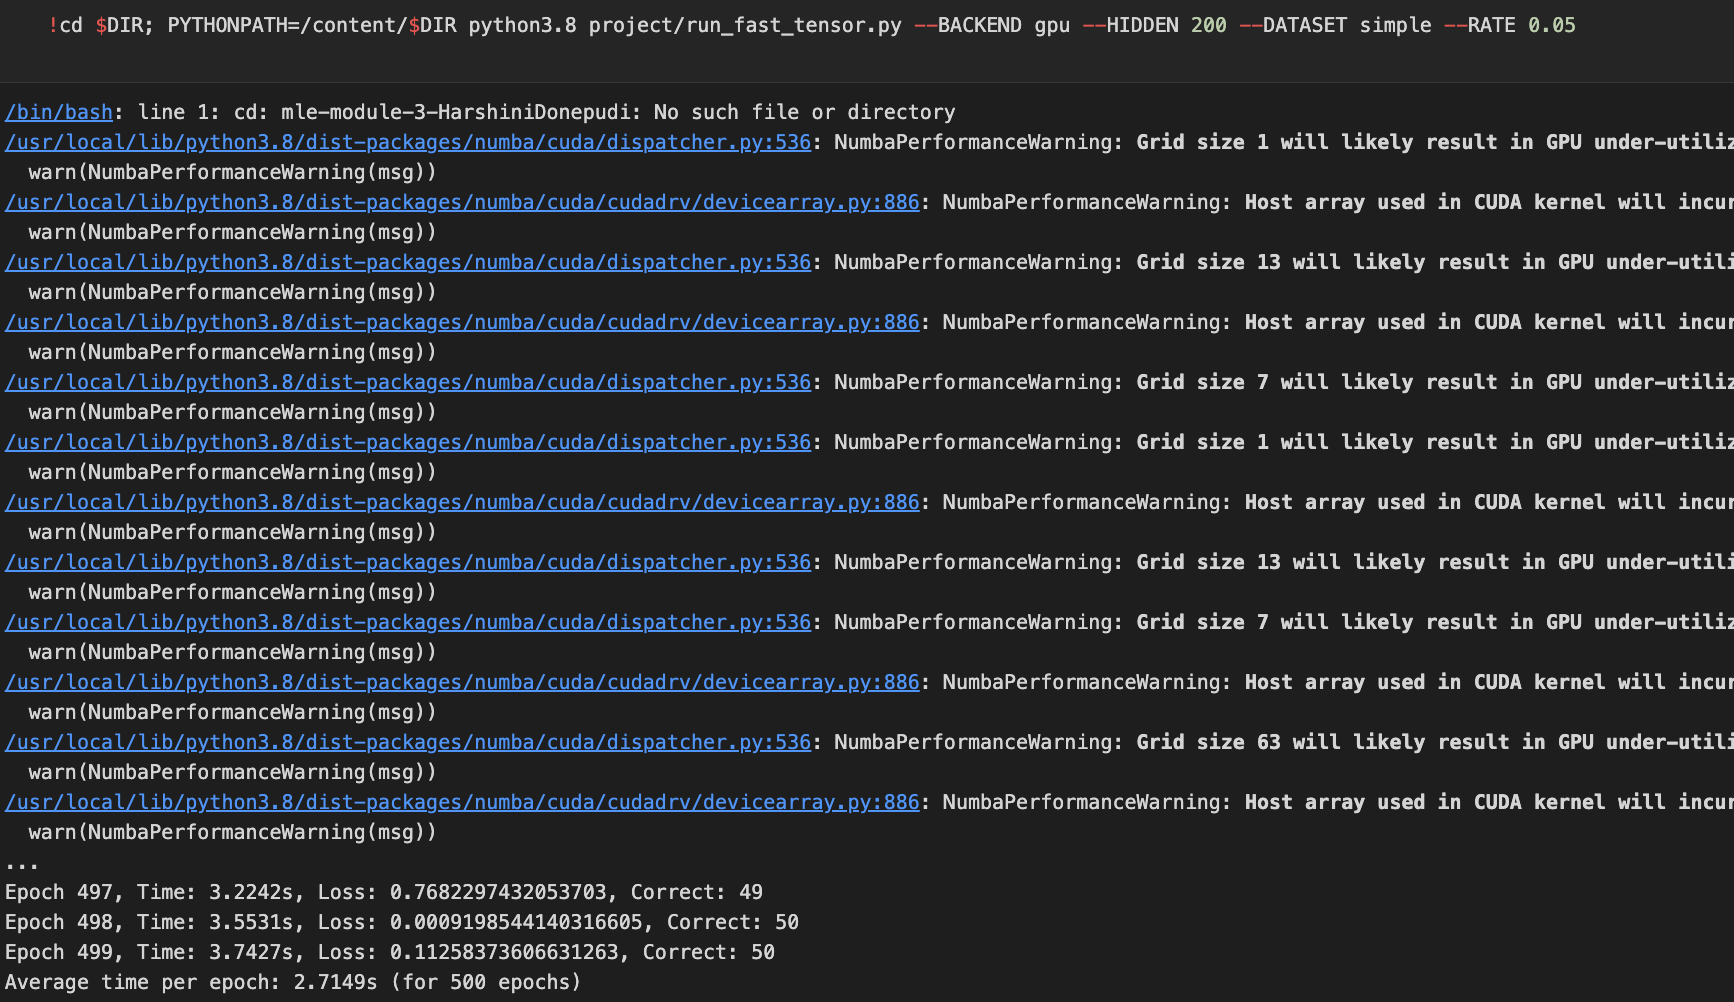 !cd $DIR; PYTHONPATH=/content/$DIR python3.8 project/run_fast_tensor.py --BACKEND gpu --HIDDEN 200 --DATASET simple --RATE 0.05
/bin/bash: line 1: cd: mle-module-3-HarshiniDonepudi: No such file or directory
/usr/local/lib/python3.8/dist-packages/numba/cuda/dispatcher.py:536: NumbaPerformanceWarning: Grid size 1 will likely result in GPU under-utiliz
  warn(NumbaPerformanceWarning(msg))
/usr/local/lib/python3.8/dist-packages/numba/cuda/cudadrv/devicearray.py:886: NumbaPerformanceWarning: Host array used in CUDA kernel will incur
  warn(NumbaPerformanceWarning(msg))
/usr/local/lib/python3.8/dist-packages/numba/cuda/dispatcher.py:536: NumbaPerformanceWarning: Grid size 13 will likely result in GPU under-utili
  warn(NumbaPerformanceWarning(msg))
/usr/local/lib/python3.8/dist-packages/numba/cuda/cudadrv/devicearray.py:886: NumbaPerformanceWarning: Host array used in CUDA kernel will incur
  warn(NumbaPerformanceWarning(msg))
/usr/local/lib/python3.8/dist-packages/numba/cuda/dispatcher.py:536: NumbaPerformanceWarning: Grid size 7 will likely result in GPU under-utiliz
  warn(NumbaPerformanceWarning(msg))
/usr/local/lib/python3.8/dist-packages/numba/cuda/dispatcher.py:536: NumbaPerformanceWarning: Grid size 1 will likely result in GPU under-utiliz
  warn(NumbaPerformanceWarning(msg))
/usr/local/lib/python3.8/dist-packages/numba/cuda/cudadrv/devicearray.py:886: NumbaPerformanceWarning: Host array used in CUDA kernel will incur
  warn(NumbaPerformanceWarning(msg))
/usr/local/lib/python3.8/dist-packages/numba/cuda/dispatcher.py:536: NumbaPerformanceWarning: Grid size 13 will likely result in GPU under-utili
  warn(NumbaPerformanceWarning(msg))
/usr/local/lib/python3.8/dist-packages/numba/cuda/dispatcher.py:536: NumbaPerformanceWarning: Grid size 7 will likely result in GPU under-utiliz
  warn(NumbaPerformanceWarning(msg))
/usr/local/lib/python3.8/dist-packages/numba/cuda/cudadrv/devicearray.py:886: NumbaPerformanceWarning: Host array used in CUDA kernel will incur
  warn(NumbaPerformanceWarning(msg))
/usr/local/lib/python3.8/dist-packages/numba/cuda/dispatcher.py:536: NumbaPerformanceWarning: Grid size 63 will likely result in GPU under-utili
  warn(NumbaPerformanceWarning(msg))
/usr/local/lib/python3.8/dist-packages/numba/cuda/cudadrv/devicearray.py:886: NumbaPerformanceWarning: Host array used in CUDA kernel will incur
  warn(NumbaPerformanceWarning(msg))
...
Epoch 497, Time: 3.2242s, Loss: 0.7682297432053703, Correct: 49
Epoch 498, Time: 3.5531s, Loss: 0.0009198544140316605, Correct: 50
Epoch 499, Time: 3.7427s, Loss: 0.11258373606631263, Correct: 50
Average time per epoch: 2.7149s (for 500 epochs)